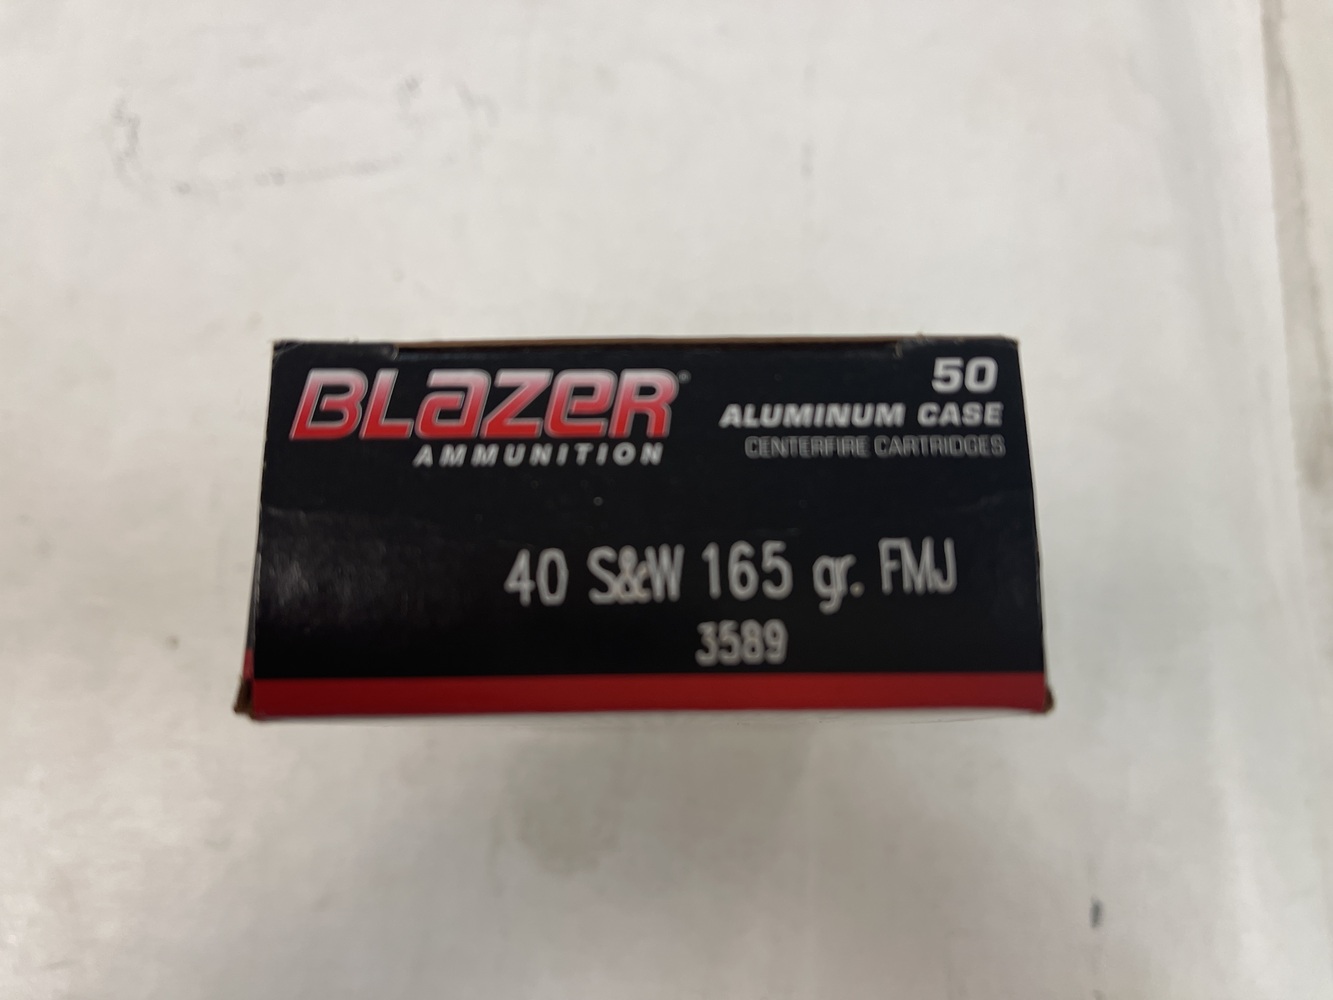 BLAZER
AMMUNITION
50
ALUMINUM CASE
CENTERFIRE CARTRIDGES
40 S&W 165 gr. FMJ
3589